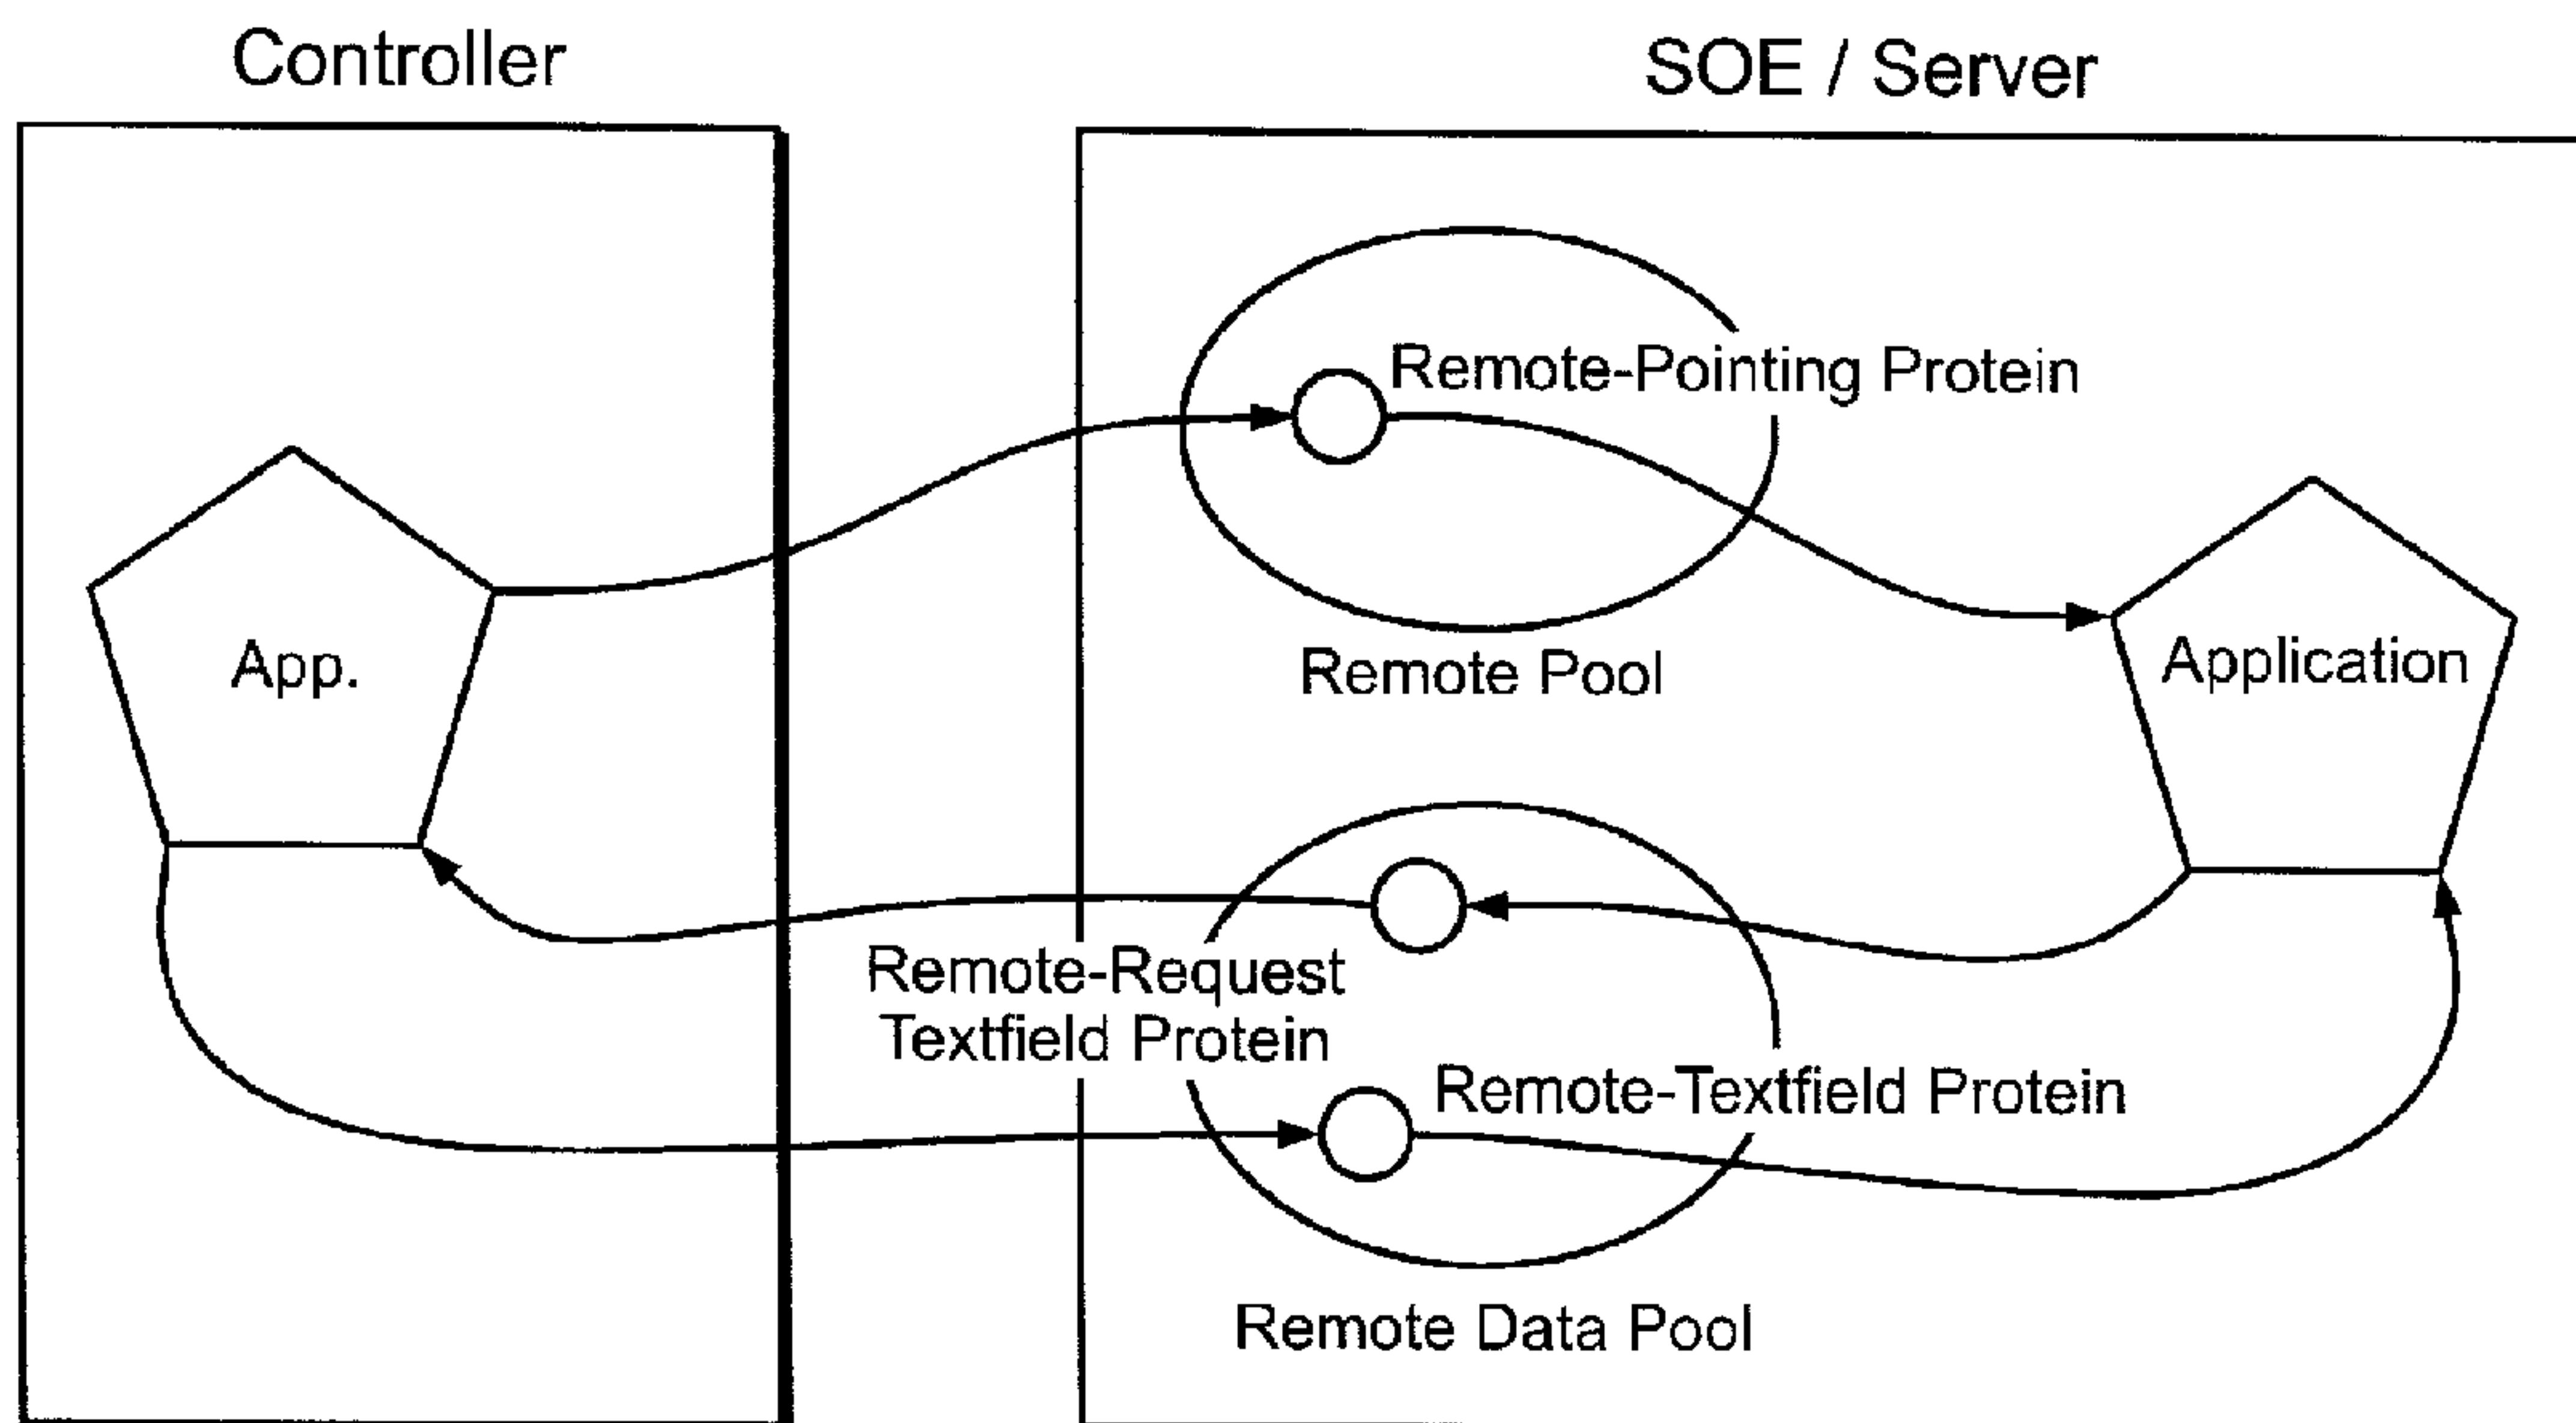 Controller
SOE / Server
Remote-Pointing Protein
App.
Application
Remote Pool
Remote-Request
Textfield Protein
Remote-Textfield Protein
Remote Data Pool